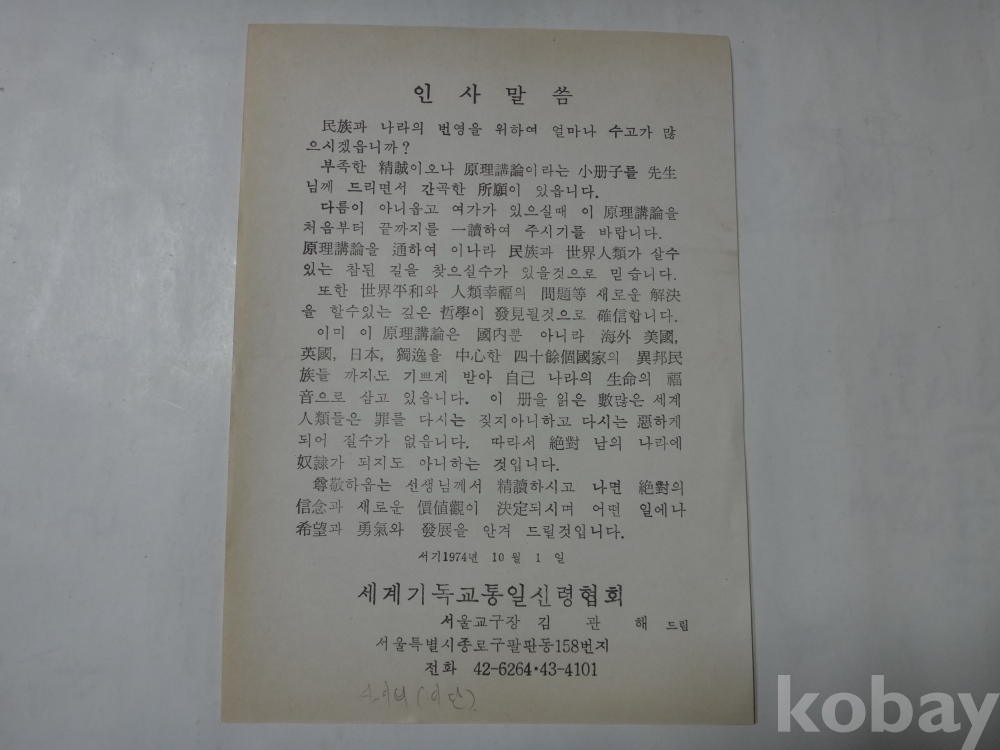 인 사 말 씀
民族과 나라의 번영을 위하여 얼마나 수고가 많
으시겠읍니까?
부족한 精誠이오나 原理講論이라는 小册子를 先生
님께 드리면서 간곡한 所願이 있읍니다.
다름이 아니옵고 여가가 있으실때 이 原理講論을
처음부터 끝까지를 一讀하여 주시기를 바랍니다.
原理講論을 通하여 이나라 民族과 世界人類가 살수
있는 참된 길을 찾으실수가 있을것으로 믿습니다.
또한 世界平和와 人類幸福의 問題等 새로운 解決
을 할수있는 깊은 哲學이 發見될것으로 確信합니다.
이미 이 原理講論은 國内뿐 아니라 海外 美國,
英國, 日本, 獨逸을 中心한 四十餘個國家의 異邦民
族들 까지도 기쁘게 받아 自己 나라의 生命의 福
音으로 삼고 있읍니다. 이 册을 읽은 數많은 세계
人類들은 罪를 다시는 짖지아니하고 다시는 惡하게
되어 질수가 없읍니다. 따라서 絶對 남의 나라에
奴隷가 되지도 아니하는 것입니다.
尊敬하옵는 선생님께서 精讀하시고 나면 絶對의
信念과 새로운 價値觀이 決定되시며 어떤 일에나
希望과 勇氣와 發展을 안겨 드릴것입니다.
서기1974년 10월 1일
세계기독교통일신령협회
서울교구장 김 관 해 드림
서울특별시종로구팔판동158번지
전화 42-6264·43-4101
kobay